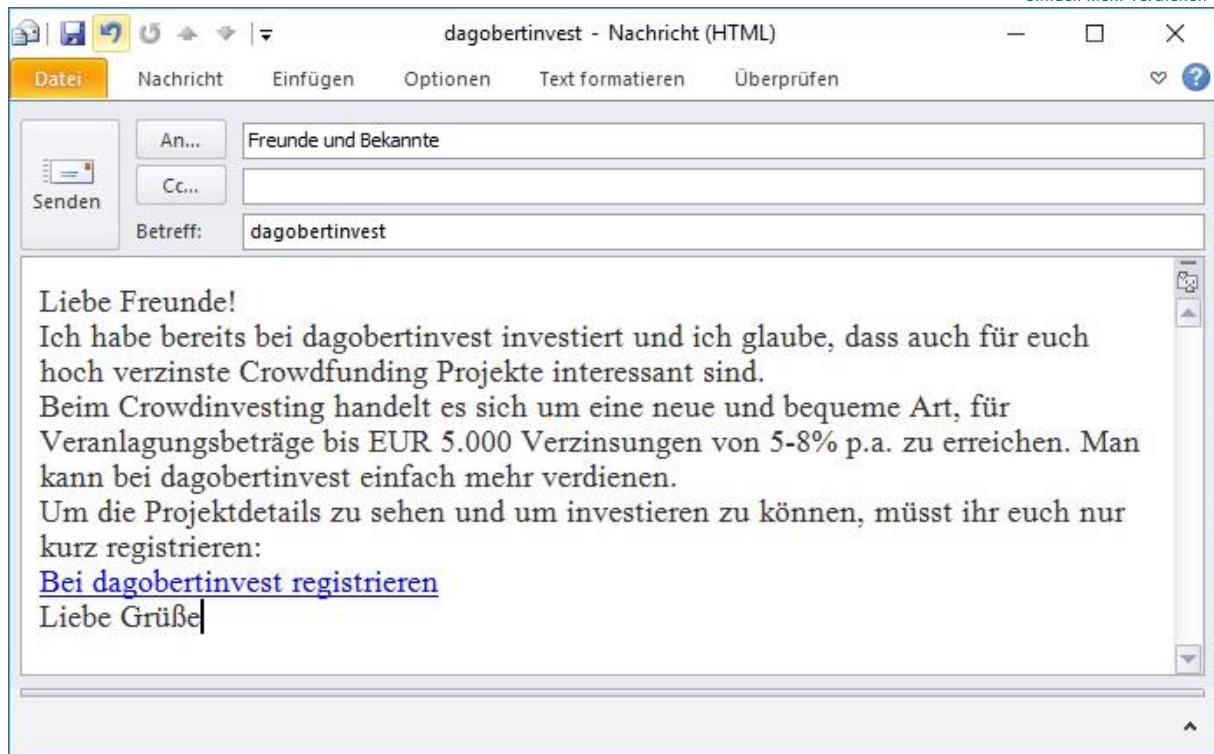 dagobertinvest - Nachricht (HTML)
Datei Nachricht Einfügen Optionen Text formatieren Überprüfen
An... Freunde und Bekannte
Cc...
Senden
Betreff: dagobertinvest
Liebe Freunde!
Ich habe bereits bei dagobertinvest investiert und ich glaube, dass auch für euch
hoch verzinste Crowdfunding Projekte interessant sind.
Beim Crowdinvesting handelt es sich um eine neue und bequeme Art, für
Veranlagungsbeträge bis EUR 5.000 Verzinsungen von 5-8% p.a. zu erreichen. Man
kann bei dagobertinvest einfach mehr verdienen.
Um die Projektdetails zu sehen und um investieren zu können, müsst ihr euch nur
kurz registrieren:
Bei dagobertinvest registrieren
Liebe Grüße